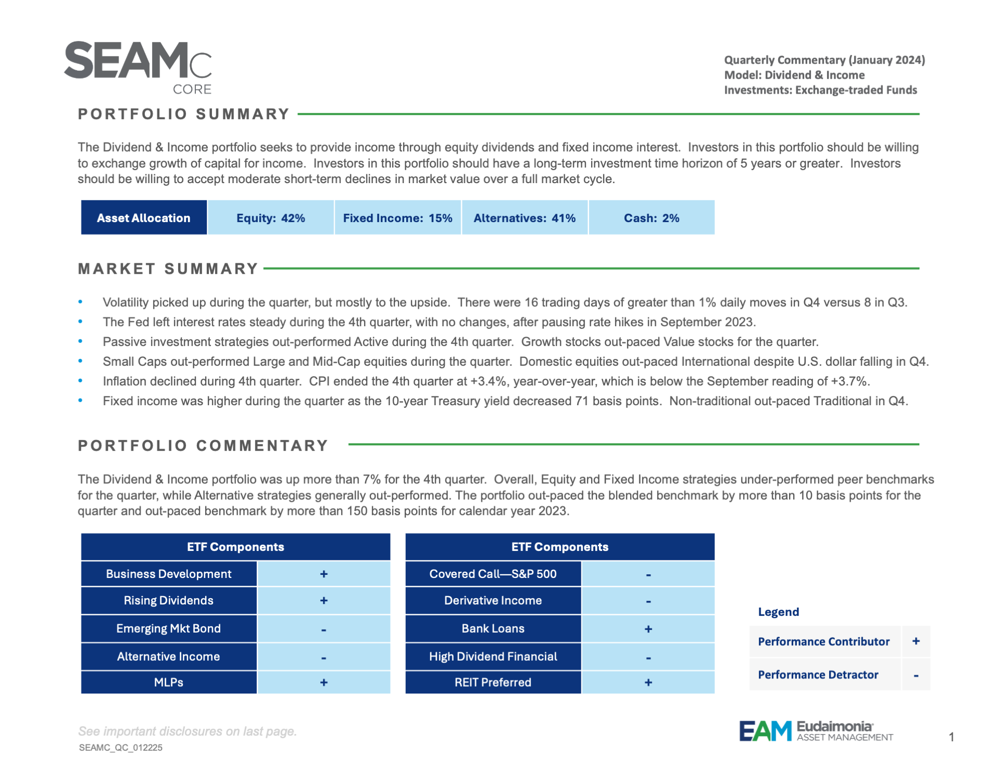 SEAMC
CORE
Quarterly Commentary (January 2024)
Model: Dividend & Income
Investments: Exchange-traded Funds
PORTFOLIO SUMMARY
The Dividend & Income portfolio seeks to provide income through equity dividends and fixed income interest.  Investors in this portfolio should be willing
to exchange growth of capital for income.  Investors in this portfolio should have a long-term investment time horizon of 5 years or greater.  Investors
should be willing to accept moderate short-term declines in market value over a full market cycle.
Asset Allocation Equity: 42% Fixed Income: 15% Alternatives: 41% Cash: 2%
MARKET SUMMARY
• Volatility picked up during the quarter, but mostly to the upside.  There were 16 trading days of greater than 1% daily moves in Q4 versus 8 in Q3.
• The Fed left interest rates steady during the 4th quarter, with no changes, after pausing rate hikes in September 2023.
• Passive investment strategies out-performed Active during the 4th quarter.  Growth stocks out-paced Value stocks for the quarter.
• Small Caps out-performed Large and Mid-Cap equities during the quarter.  Domestic equities out-paced International despite U.S. dollar falling in Q4.
• Inflation declined during 4th quarter.  CPI ended the 4th quarter at +3.4%, year-over-year, which is below the September reading of +3.7%.
• Fixed income was higher during the quarter as the 10-year Treasury yield decreased 71 basis points.  Non-traditional out-paced Traditional in Q4.
PORTFOLIO COMMENTARY
The Dividend & Income portfolio was up more than 7% for the 4th quarter.  Overall, Equity and Fixed Income strategies under-performed peer benchmarks
for the quarter, while Alternative strategies generally out-performed. The portfolio out-paced the blended benchmark by more than 10 basis points for the
quarter and out-paced benchmark by more than 150 basis points for calendar year 2023.
ETF Components
Business Development +
Rising Dividends +
Emerging Mkt Bond -
Alternative Income -
MLPs +
ETF Components
Covered Call—S&P 500 -
Derivative Income -
Bank Loans +
High Dividend Financial -
REIT Preferred +
Legend
Performance Contributor +
Performance Detractor -
See important disclosures on last page.
SEAMC_QC_012225
EAM Eudaimonia
ASSET MANAGEMENT
1